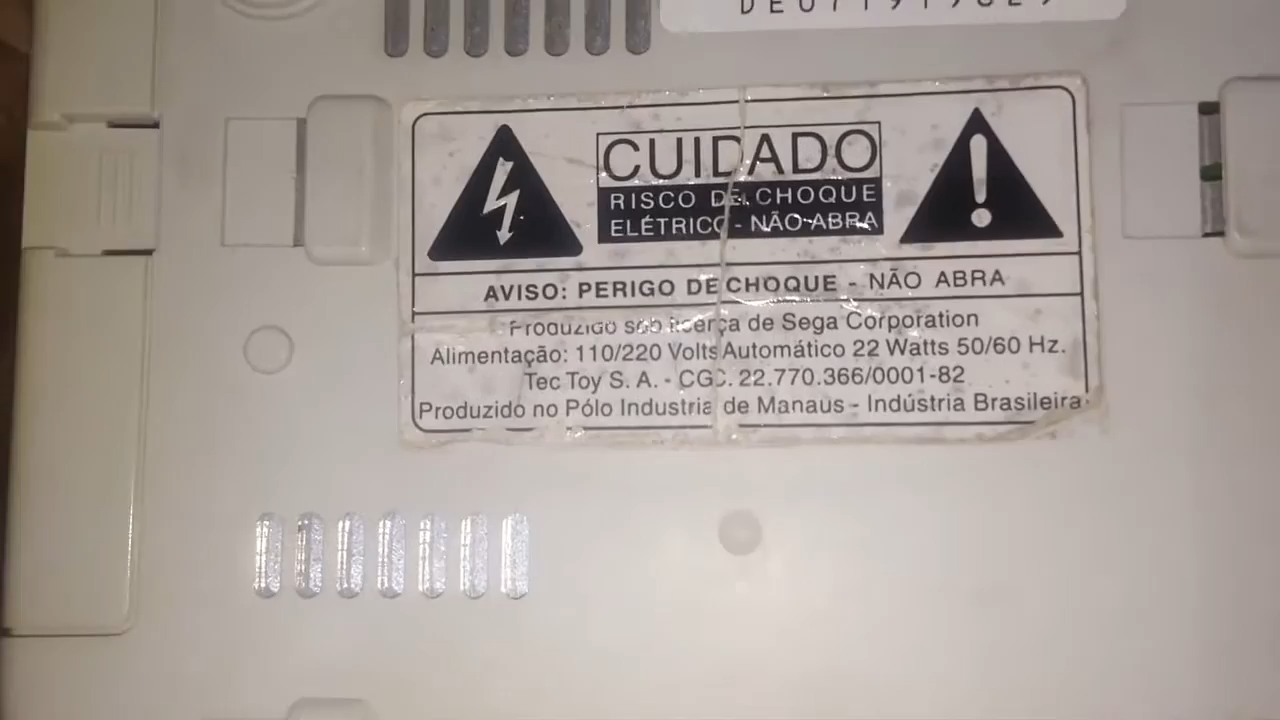 CUIDADO
RISCO DE CHOQUE
ELÉTRICO - NÃO ABRA
AVISO: PERIGO DE CHOQUE - NÃO ABRA
Produzido sob licença de Sega Corporation
Alimentação: 110/220 Volts Automático 22 Watts 50/60 Hz.
Tec Toy S. A. - CGC. 22.770.366/0001-82
Produzido no Pólo Industrial de Manaus - Indústria Brasileira